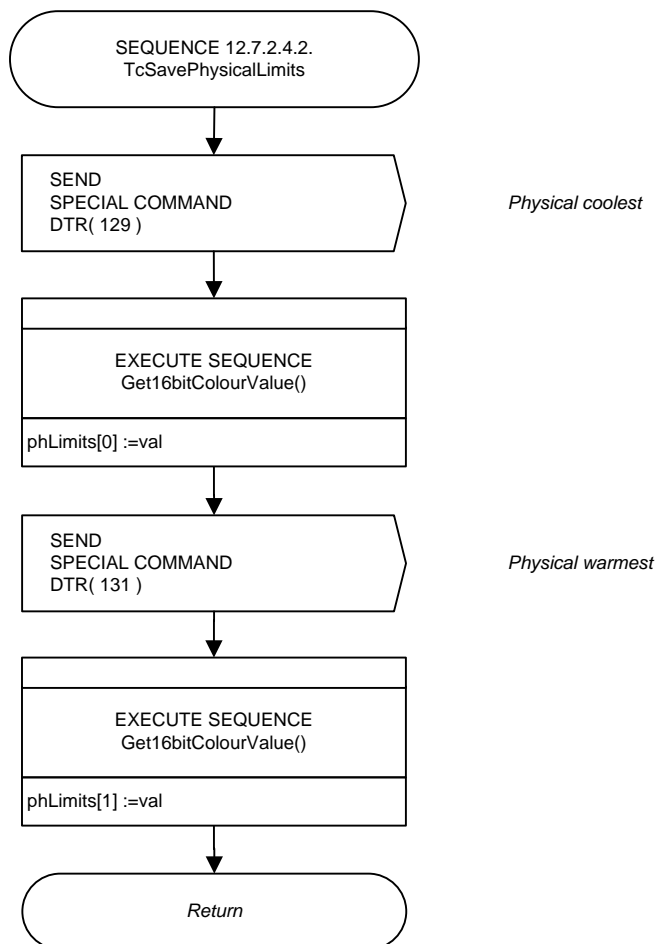 SEQUENCE 12.7.2.4.2.
TcSavePhysicalLimits
SEND
SPECIAL COMMAND
DTR( 129 )
Physical coolest
EXECUTE SEQUENCE
Get16bitColourValue()
phLimits[0] :=val
SEND
SPECIAL COMMAND
DTR( 131 )
Physical warmest
EXECUTE SEQUENCE
Get16bitColourValue()
phLimits[1] :=val
Return